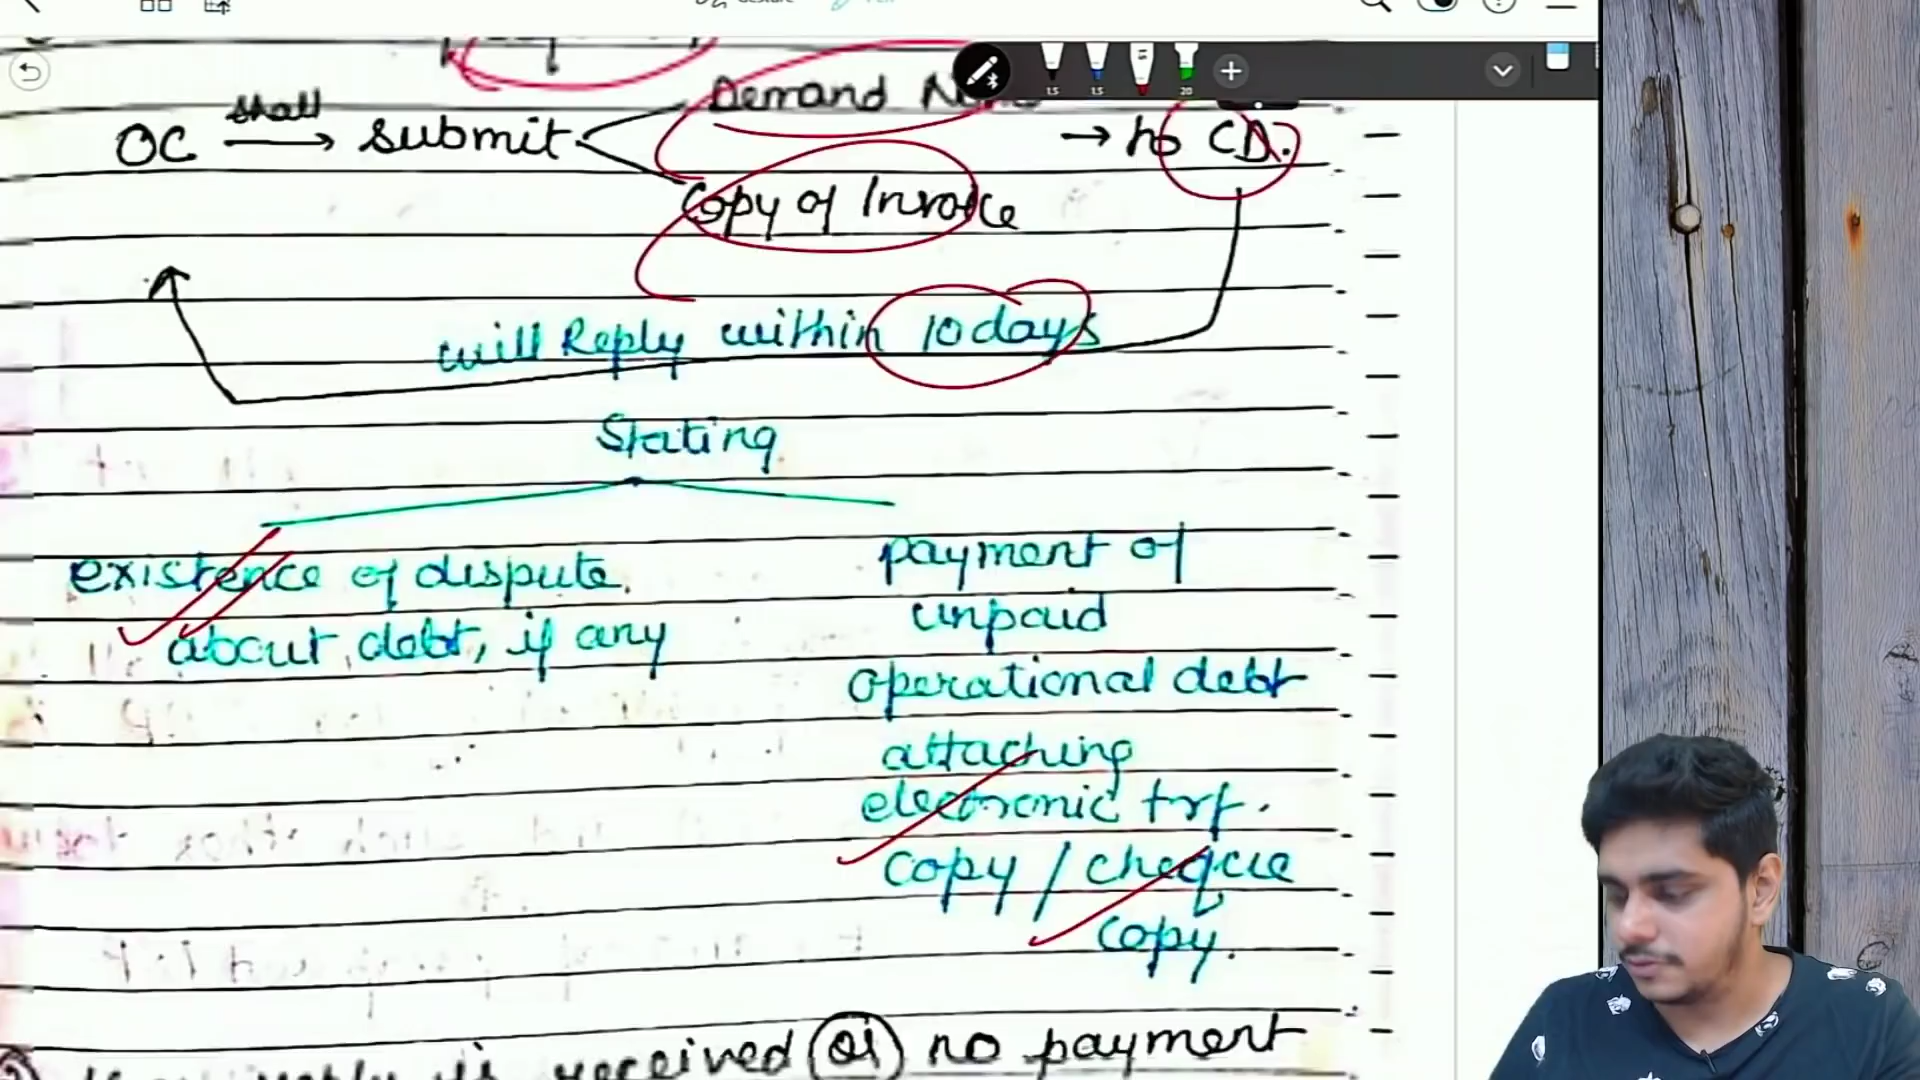 shall
Demand
OC → submit → to CD.
Copy of Invoice
will Reply within 10 days
Stating
existence of dispute.
about debt, if any
payment of
unpaid
operational debt
attaching
electronic trf.
copy / cheque
copy.
received or no payment